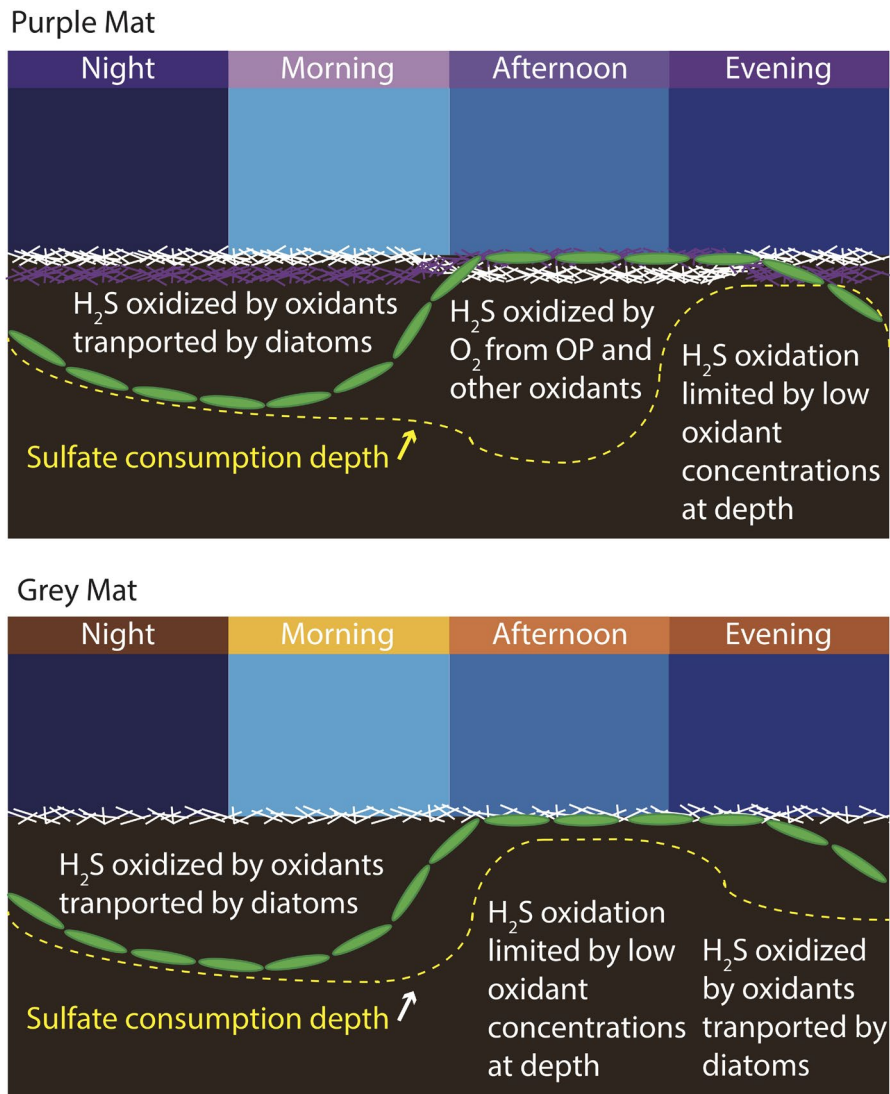 Purple Mat
Night Morning Afternoon Evening
H₂S oxidized by oxidants
tranported by diatoms
H₂S oxidized by
O₂ from OP and
other oxidants
H₂S oxidation
limited by low
oxidant
concentrations
at depth
Sulfate consumption depth
Grey Mat
Night Morning Afternoon Evening
H₂S oxidized by oxidants
tranported by diatoms
Sulfate consumption depth
H₂S oxidation
limited by low
oxidant
concentrations
at depth
H₂S oxidized
by oxidants
tranported by
diatoms